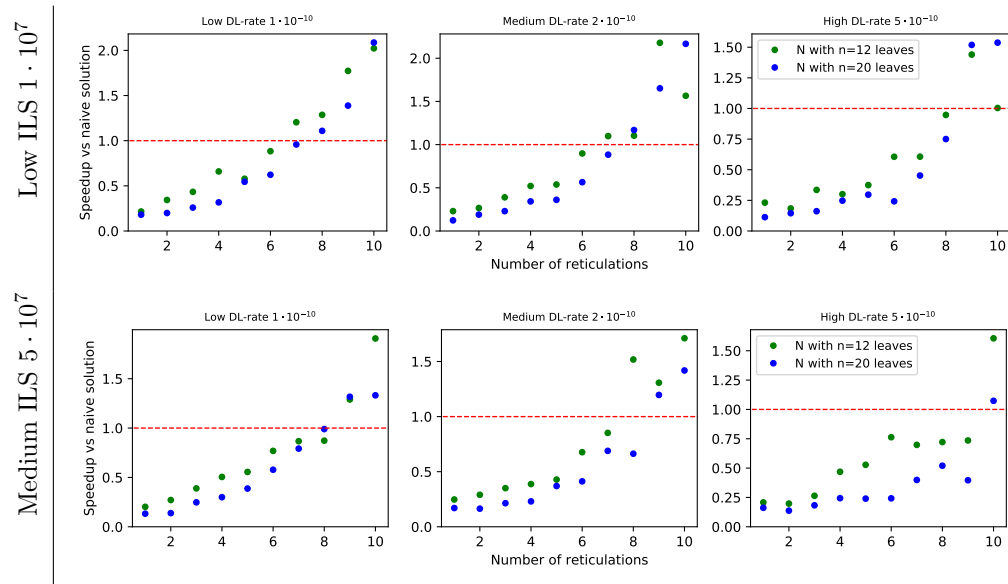 Low ILS 1 · 10⁷
Low DL-rate 1 · 10⁻¹⁰
Medium DL-rate 2 · 10⁻¹⁰
High DL-rate 5 · 10⁻¹⁰
Speedup vs naive solution
2.0
1.5
1.0
0.5
0.0
2 4 6 8 10
2.0
1.5
1.0
0.5
0.0
2 4 6 8 10
Number of reticulations
1.50
1.25
1.00
0.75
0.50
0.25
0.00
2 4 6 8 10
N with n=12 leaves
N with n=20 leaves
Medium ILS 5 · 10⁷
Low DL-rate 1 · 10⁻¹⁰
Medium DL-rate 2 · 10⁻¹⁰
High DL-rate 5 · 10⁻¹⁰
Speedup vs naive solution
1.5
1.0
0.5
0.0
2 4 6 8 10
1.5
1.0
0.5
0.0
2 4 6 8 10
Number of reticulations
1.50
1.25
1.00
0.75
0.50
0.25
0.00
2 4 6 8 10
N with n=12 leaves
N with n=20 leaves